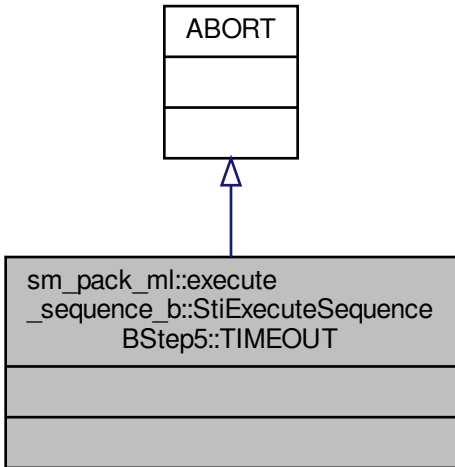 ABORT
sm_pack_ml::execute
_sequence_b::StiExecuteSequence
BStep5::TIMEOUT